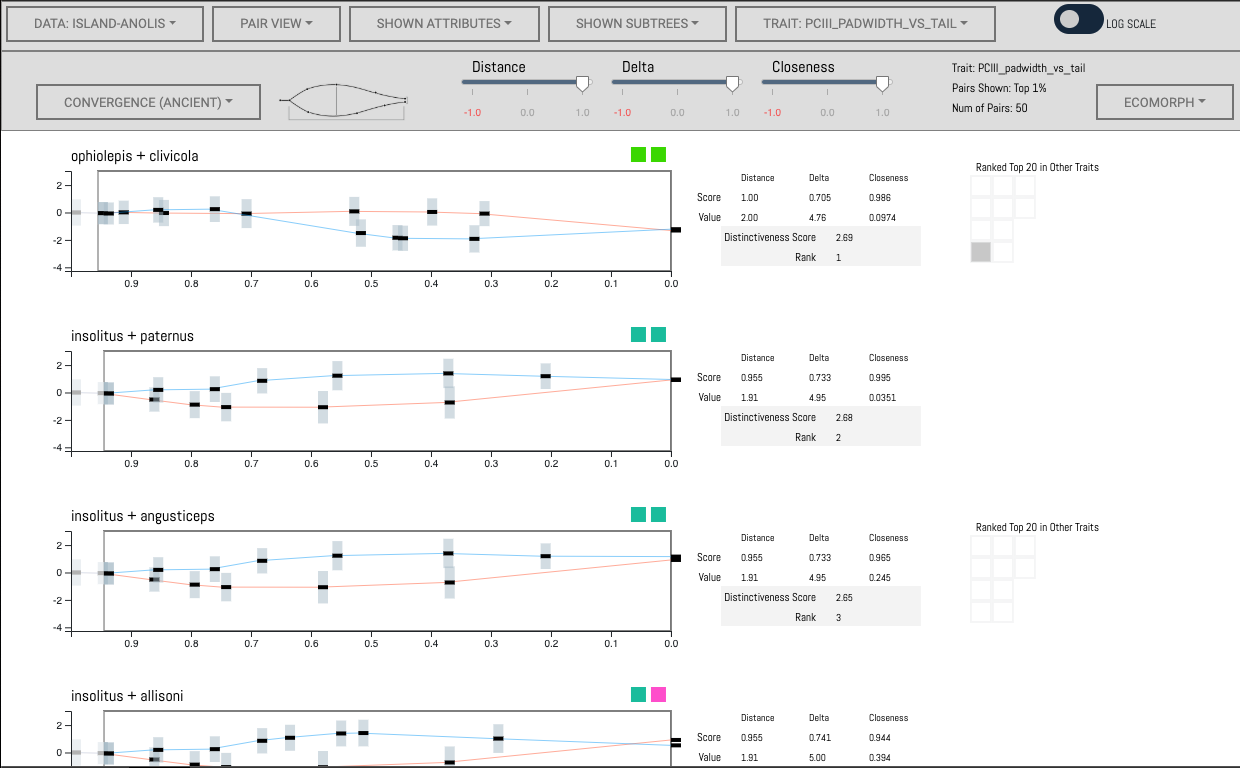 DATA: ISLAND-ANOLIS PAIR VIEW SHOWN ATTRIBUTES SHOWN SUBTREES TRAIT: PCIII_PADWIDTH_VS_TAIL LOG SCALE
CONVERGENCE (ANCIENT)
Distance Delta Closeness
-1.0 0.0 1.0 -1.0 0.0 1.0 -1.0 0.0 1.0
Trait: PCIII_padwidth_vs_tail
Pairs Shown: Top 1%
Num of Pairs: 50
ECOMORPH
ophiolepis + clivicola
2
0
-2
-4
0.9 0.8 0.7 0.6 0.5 0.4 0.3 0.2 0.1 0.0
Distance Delta Closeness
Score 1.00 0.705 0.986
Value 2.00 4.76 0.0974
Distinctiveness Score 2.69
Rank 1
Ranked Top 20 in Other Traits
insolitus + paternus
2
0
-2
-4
0.9 0.8 0.7 0.6 0.5 0.4 0.3 0.2 0.1 0.0
Distance Delta Closeness
Score 0.955 0.733 0.995
Value 1.91 4.95 0.0351
Distinctiveness Score 2.68
Rank 2
insolitus + angusticeps
2
0
-2
-4
0.9 0.8 0.7 0.6 0.5 0.4 0.3 0.2 0.1 0.0
Distance Delta Closeness
Score 0.955 0.733 0.965
Value 1.91 4.95 0.245
Distinctiveness Score 2.65
Rank 3
Ranked Top 20 in Other Traits
insolitus + allisoni
2
0
Distance Delta Closeness
Score 0.955 0.741 0.944
Value 1.91 5.00 0.394